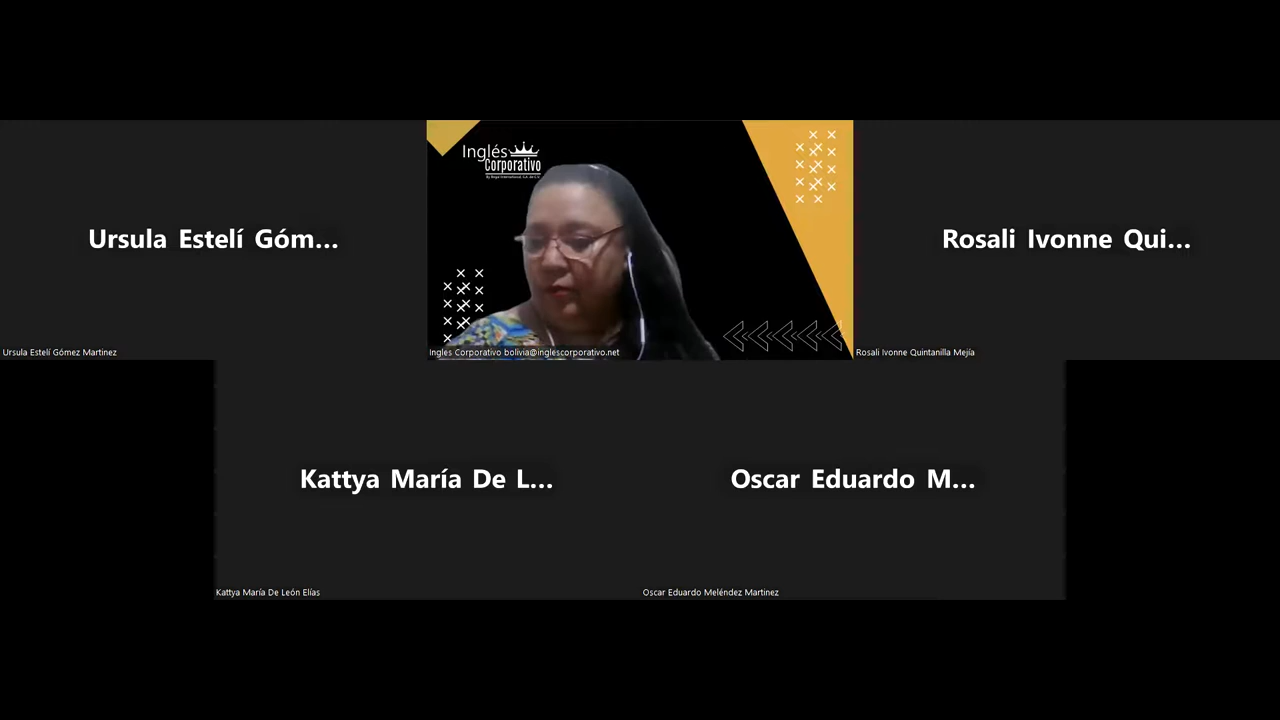 Inglés
Corporativo
Ursula Estelí Góm...
Rosali Ivonne Qui...
Ursula Estelí Gómez Martinez
Ingles Corporativo bolivia@inglescorporativo.net
Rosali Ivonne Quintanilla Mejía
Kattya María De L...
Oscar Eduardo M...
Kattya María De León Elías
Oscar Eduardo Meléndez Martinez